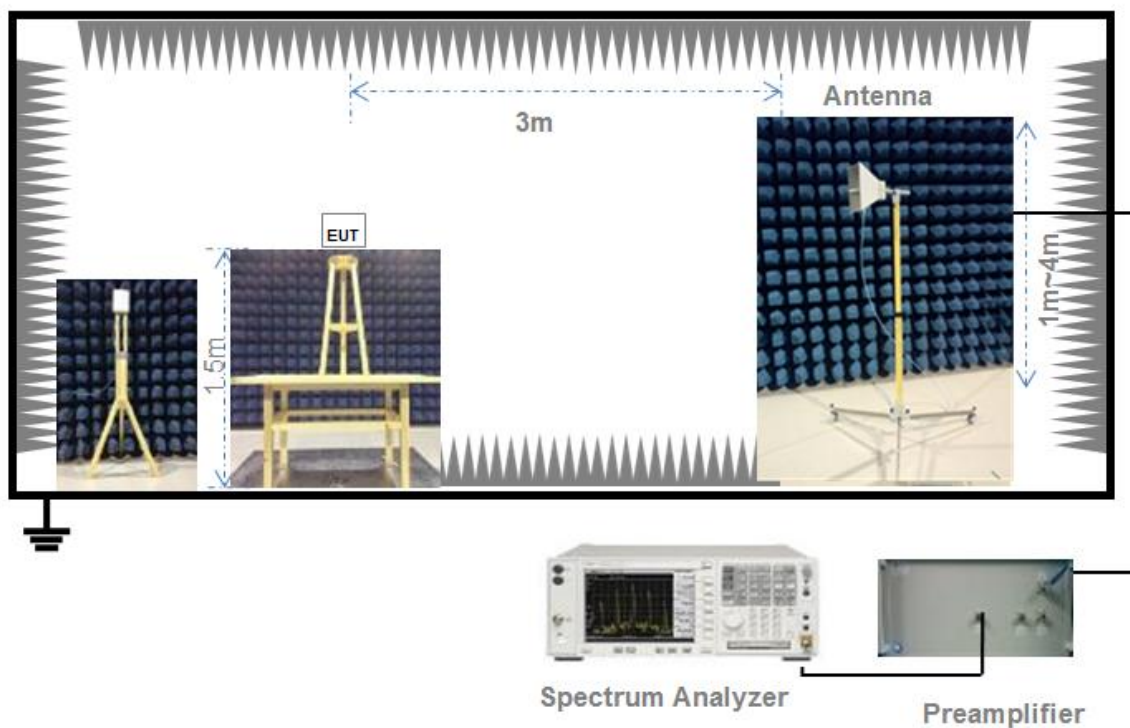 Antenna
3m
EUT
1.5m
1m~4m
Spectrum Analyzer
Preamplifier